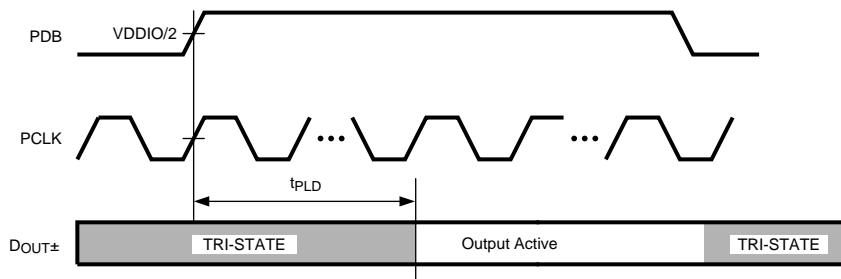 PDB
VDDIO/2
PCLK
tPLD
DOUT±
TRI-STATE
Output Active
TRI-STATE